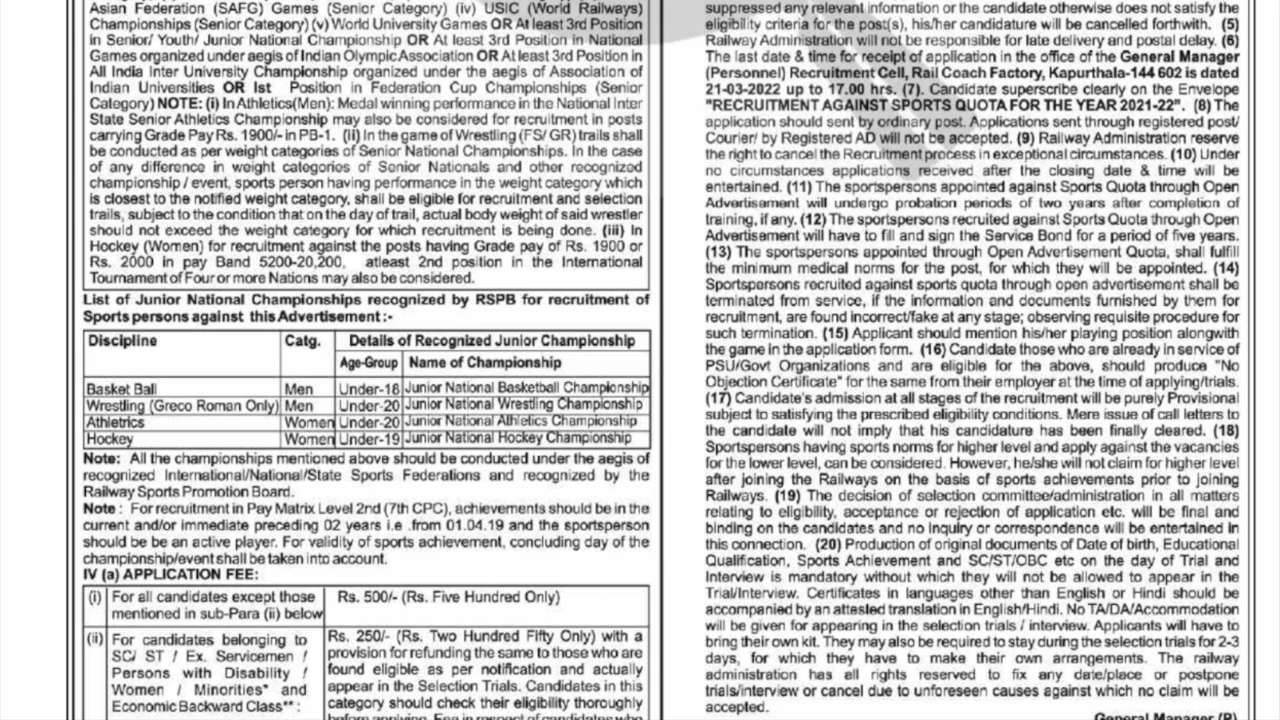 Asian Federation (SAFG) Games (Senior Category) (iv) USIC (World Railways)
Championships (Senior Category) (v) World University Games OR At least 3rd Position
in Senior/ Youth/ Junior National Championship OR At least 3rd Position in National
Games organized under aegis of Indian Olympic Association OR At least 3rd Position in
All India Inter University Championship organized under the aegis of Association of
Indian Universities OR Ist Position in Federation Cup Championships (Senior
Category) NOTE: (i) In Athletics(Men): Medal winning performance in the National Inter
State Senior Athletics Championship may also be considered for recruitment in posts
carrying Grade Pay Rs. 1900/- in PB-1. (ii) In the game of Wrestling (FS/ GR) trails shall
be conducted as per weight categories of Senior National Championships. In the case
of any difference in weight categories of Senior Nationals and other recognized
championship / event, sports person having performance in the weight category which
is closest to the notified weight category, shall be eligible for recruitment and selection
trails, subject to the condition that on the day of trail, actual body weight of said wrestler
should not exceed the weight category for which recruitment is being done. (iii) In
Hockey (Women) for recruitment against the posts having Grade pay of Rs. 1900 or
Rs. 2000 in pay Band 5200-20,200, atleast 2nd position in the International
Tournament of Four or more Nations may also be considered.
List of Junior National Championships recognized by RSPB for recruitment of
Sports persons against this Advertisement :-
Discipline Catg. Details of Recognized Junior Championship
Age-Group Name of Championship
Basket Ball Men Under-18 Junior National Basketball Championship
Wrestling (Greco Roman Only) Men Under-20 Junior National Wrestling Championship
Athletrics Women Under-20 Junior National Athletics Championship
Hockey Women Under-19 Junior National Hockey Championship
Note: All the championships mentioned above should be conducted under the aegis of
recognized International/National/State Sports Federations and recognized by the
Railway Sports Promotion Board.
Note : For recruitment in Pay Matrix Level 2nd (7th CPC), achievements should be in the
current and/or immediate preceding 02 years i.e .from 01.04.19 and the sportsperson
should be be an active player. For validity of sports achievement, concluding day of the
championship/event shall be taken into account.
IV (a) APPLICATION FEE:
(i) For all candidates except those Rs. 500/- (Rs. Five Hundred Only)
mentioned in sub-Para (ii) below
(ii) For candidates belonging to
SC/ ST / Ex. Servicemen /
Persons with Disability /
Women / Minorities* and
Economic Backward Class** :
Rs. 250/- (Rs. Two Hundred Fifty Only) with a
provision for refunding the same to those who are
found eligible as per notification and actually
appear in the Selection Trials. Candidates in this
category should check their eligibility thoroughly
before applying. Fee in respect of candidates who
suppressed any relevant information or the candidate otherwise does not satisfy the
eligibility criteria for the post(s), his/her candidature will be cancelled forthwith. (5)
Railway Administration will not be responsible for late delivery and postal delay. (6)
The last date & time for receipt of application in the office of the General Manager
(Personnel) Recruitment Cell, Rail Coach Factory, Kapurthala-144 602 is dated
21-03-2022 up to 17.00 hrs. (7). Candidate superscribe clearly on the Envelope
"RECRUITMENT AGAINST SPORTS QUOTA FOR THE YEAR 2021-22". (8) The
application should sent by ordinary post. Applications sent through registered post/
Courier/ by Registered AD will not be accepted. (9) Railway Administration reserve
the right to cancel the Recruitment process in exceptional circumstances. (10) Under
no circumstances applications received after the closing date & time will be
entertained. (11) The sportspersons appointed against Sports Quota through Open
Advertisement will undergo probation periods of two years after completion of
training, if any. (12) The sportspersons recruited against Sports Quota through Open
Advertisement will have to fill and sign the Service Bond for a period of five years.
(13) The sportspersons appointed through Open Advertisement Quota, shall fulfill
the minimum medical norms for the post, for which they will be appointed. (14)
Sportspersons recruited against sports quota through open advertisement shall be
terminated from service, if the information and documents furnished by them for
recruitment, are found incorrect/fake at any stage; observing requisite procedure for
such termination. (15) Applicant should mention his/her playing position alongwith
the game in the application form. (16) Candidate those who are already in service of
PSU/Govt Organizations and are eligible for the above, should produce "No
Objection Certificate" for the same from their employer at the time of applying/trials.
(17) Candidate's admission at all stages of the recruitment will be purely Provisional
subject to satisfying the prescribed eligibility conditions. Mere issue of call letters to
the candidate will not imply that his candidature has been finally cleared. (18)
Sportspersons having sports norms for higher level and apply against the vacancies
for the lower level, can be considered. However, he/she will not claim for higher level
after joining the Railways on the basis of sports achievements prior to joining
Railways. (19) The decision of selection committee/administration in all matters
relating to eligibility, acceptance or rejection of application etc. will be final and
binding on the candidates and no Inquiry or correspondence will be entertained in
this connection. (20) Production of original documents of Date of birth, Educational
Qualification, Sports Achievement and SC/ST/OBC etc on the day of Trial and
Interview is mandatory without which they will not be allowed to appear in the
Trial/Interview. Certificates in languages other than English or Hindi should be
accompanied by an attested translation in English/Hindi. No TA/DA/Accommodation
will be given for appearing in the selection trials / interview. Applicants will have to
bring their own kit. They may also be required to stay during the selection trials for 2-3
days, for which they have to make their own arrangements. The railway
administration has all rights reserved to fix any date/place or postpone
trials/interview or cancel due to unforeseen causes against which no claim will be
accepted.
General Manager (P)